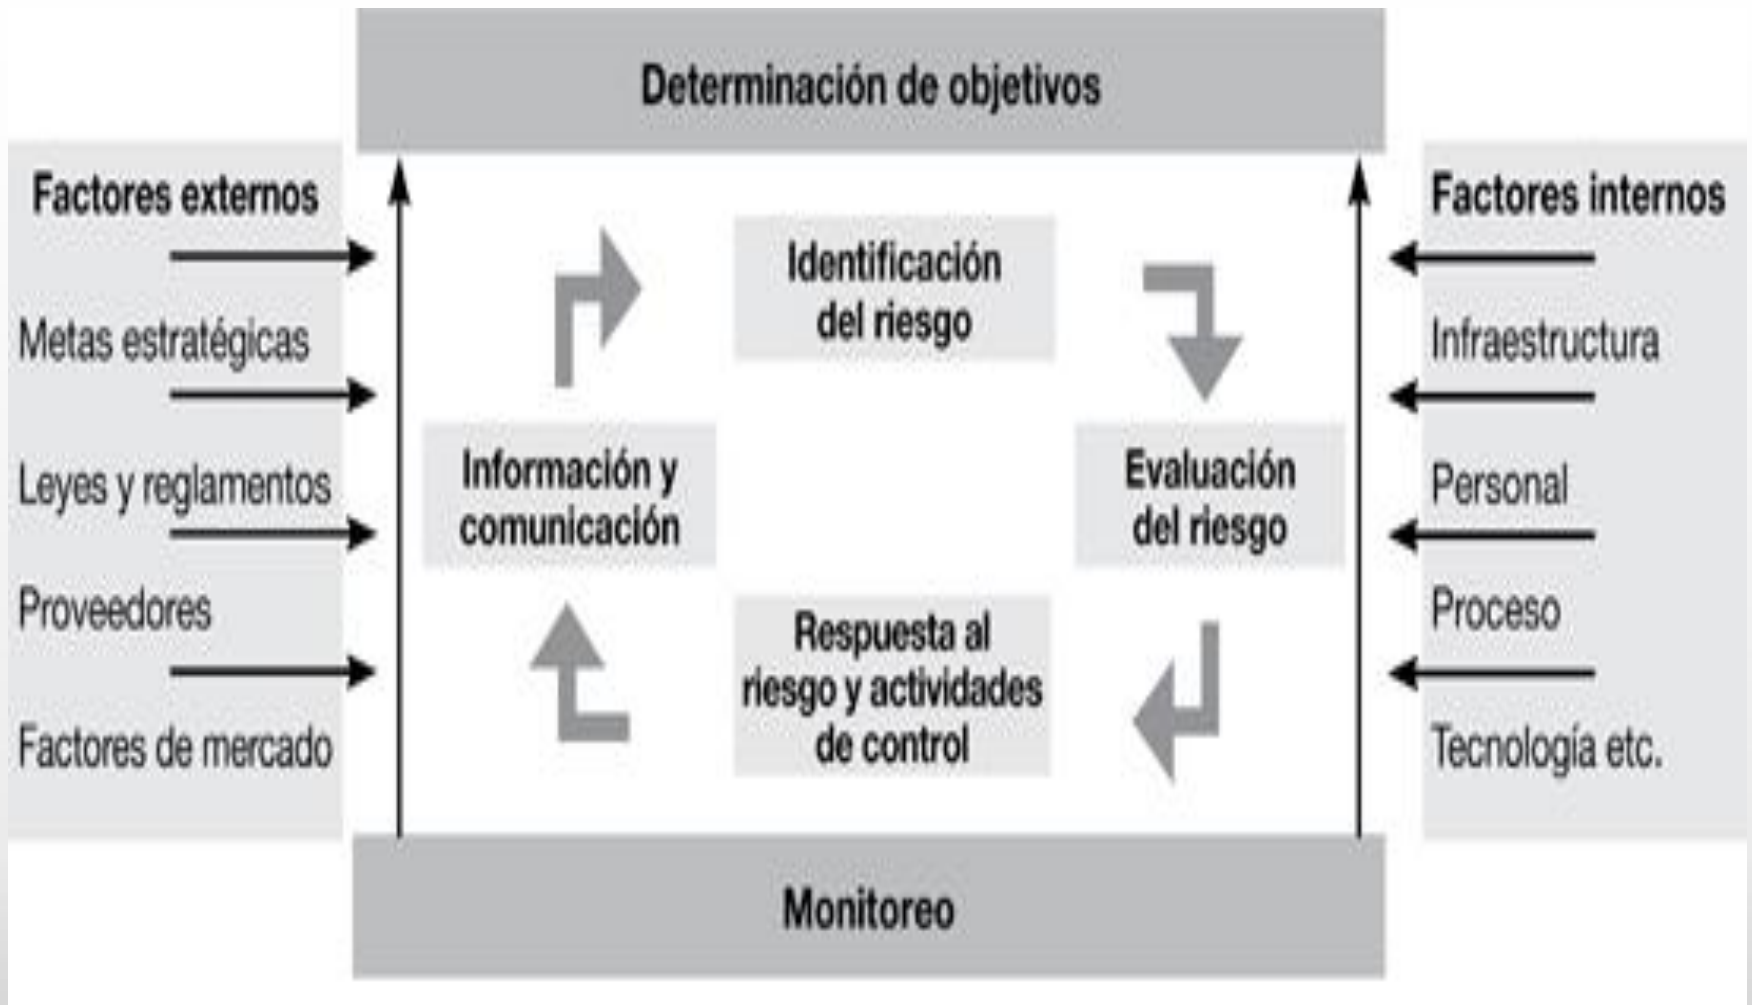 Determinación de objetivos
Factores externos
Metas estratégicas
Leyes y reglamentos
Proveedores
Factores de mercado
Identificación
del riesgo
Información y
comunicación
Evaluación
del riesgo
Respuesta al
riesgo y actividades
de control
Factores internos
Infraestructura
Personal
Proceso
Tecnología etc.
Monitoreo